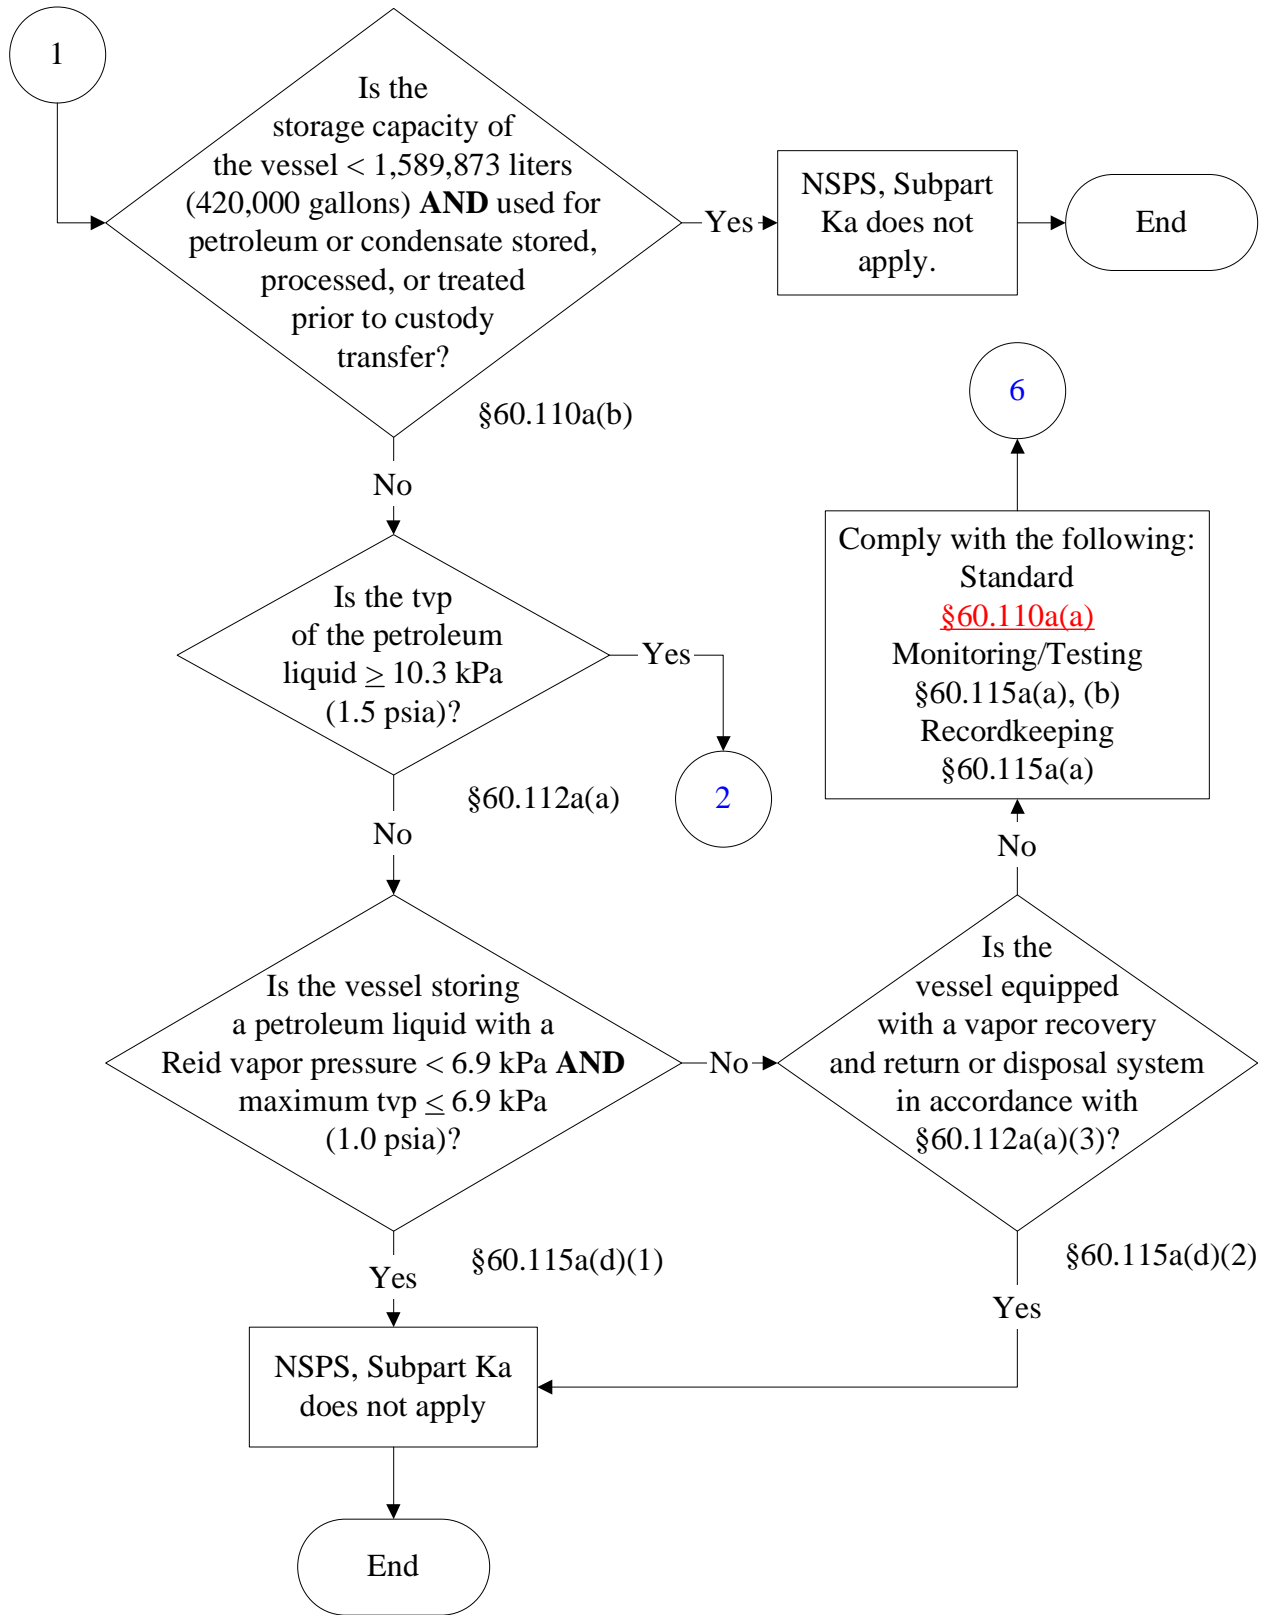 1
Is the
storage capacity of
the vessel < 1,589,873 liters
(420,000 gallons) AND used for
petroleum or condensate stored,
processed, or treated
prior to custody
transfer?
Yes
NSPS, Subpart
Ka does not
apply.
End
§60.110a(b)
No
6
Is the tvp
of the petroleum
liquid ≥ 10.3 kPa
(1.5 psia)?
Yes
2
§60.112a(a)
No
Comply with the following:
Standard
§60.110a(a)
Monitoring/Testing
§60.115a(a), (b)
Recordkeeping
§60.115a(a)
No
Is the vessel storing
a petroleum liquid with a
Reid vapor pressure < 6.9 kPa AND
maximum tvp ≤ 6.9 kPa
(1.0 psia)?
No
Is the
vessel equipped
with a vapor recovery
and return or disposal system
in accordance with
§60.112a(a)(3)?
§60.115a(d)(1)
Yes
§60.115a(d)(2)
Yes
NSPS, Subpart Ka
does not apply
End